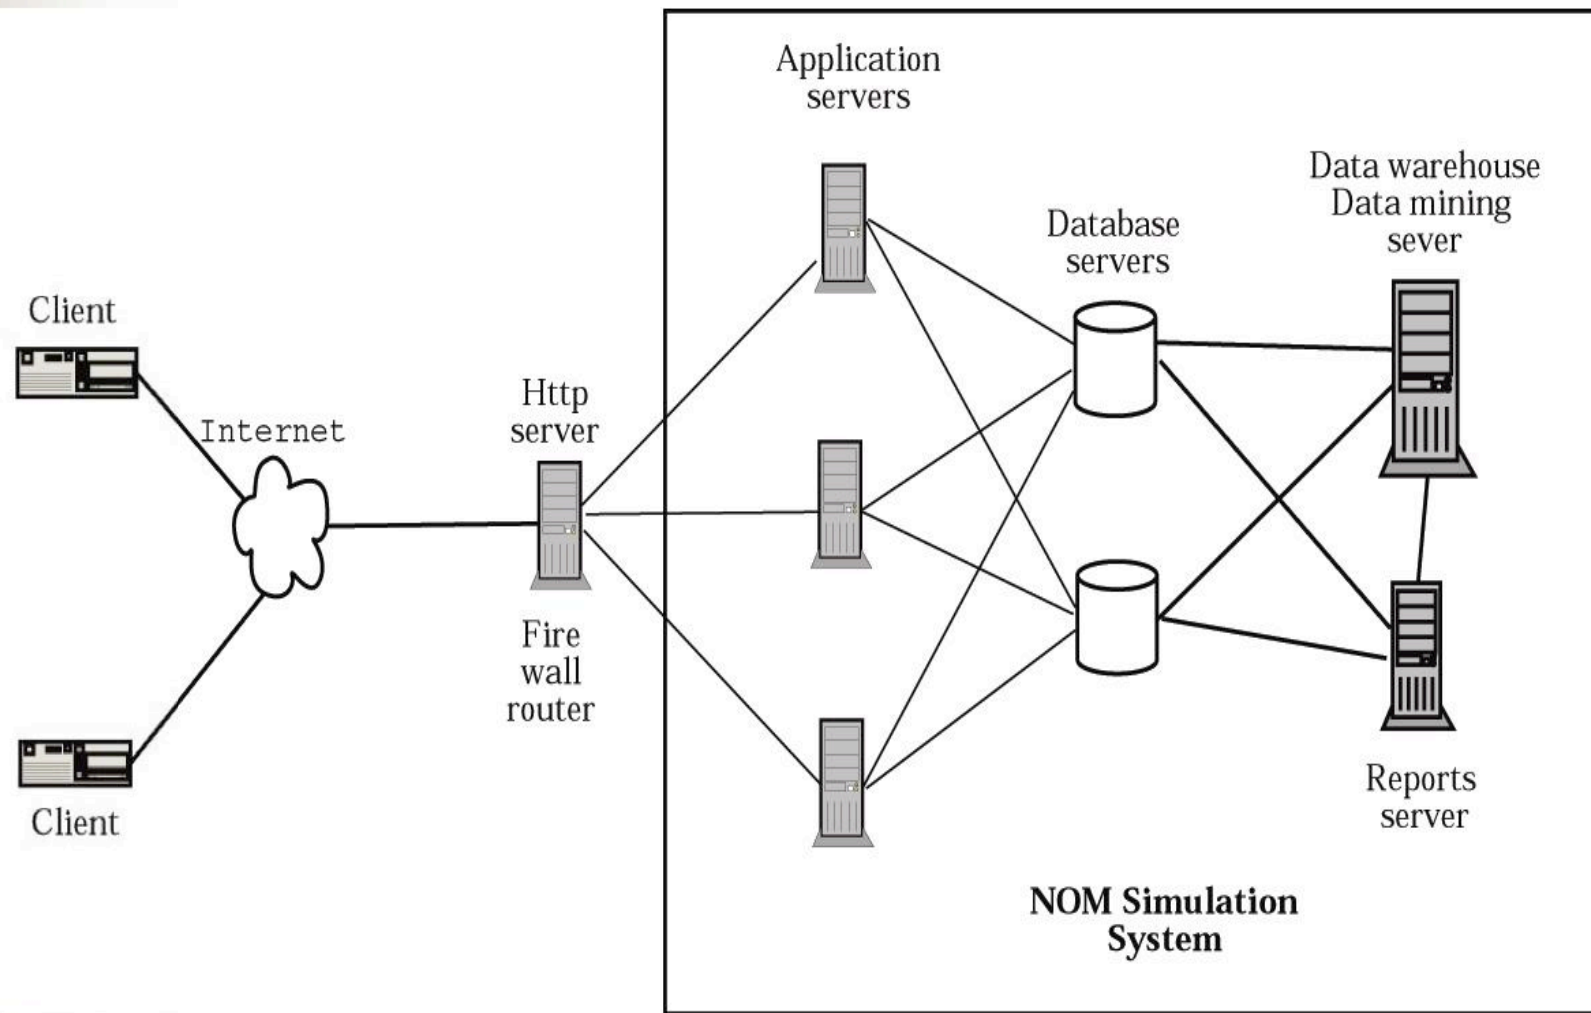 Application
servers
Data warehouse
Data mining
sever
Database
servers
Client
Internet
Http
server
Fire
wall
router
Client
Reports
server
NOM Simulation
System